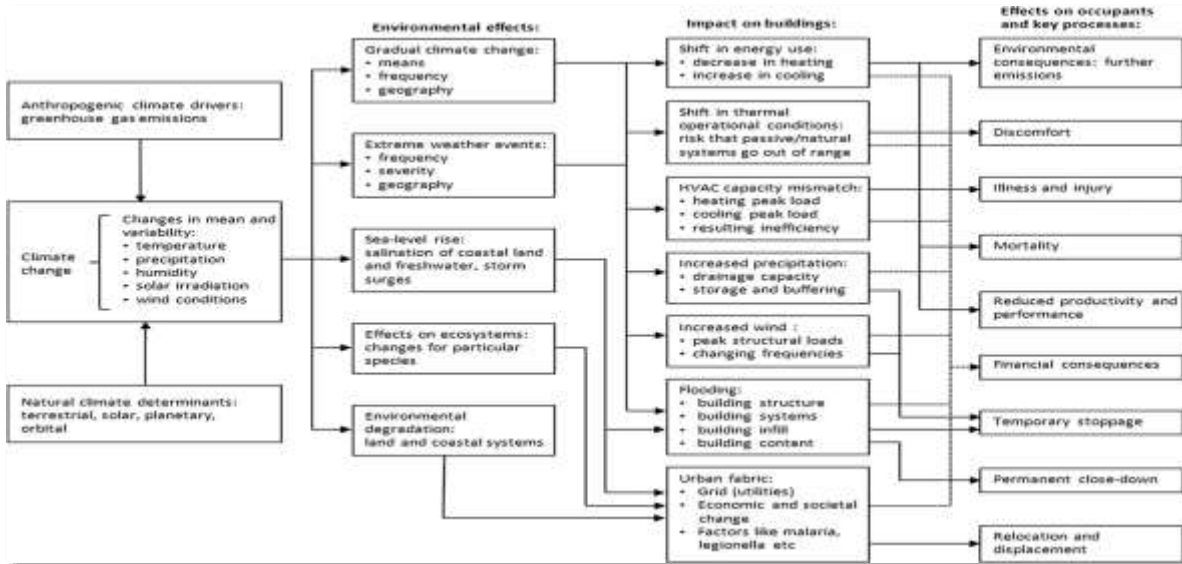 Environmental effects:
Impact on buildings:
Effects on occupants
and key processes:
Anthropogenic climate drivers:
greenhouse gas emissions
Climate
change
Changes in mean and
variability:
• temperature
• precipitation
• humidity
• solar irradiation
• wind conditions
Natural climate determinants:
terrestrial, solar, planetary,
orbital
Gradual climate change:
• means
• frequency
• geography
Extreme weather events:
• frequency
• severity
• geography
Sea-level rise:
salination of coastal land
and freshwater, storm
surges
Effects on ecosystems:
changes for particular
species
Environmental
degradation:
land and coastal systems
Shift in energy use:
• decrease in heating
• increase in cooling
Shift in thermal
operational conditions:
risk that passive/natural
systems go out of range
HVAC capacity mismatch:
• heating peak load
• cooling peak load
• resulting inefficiency
Increased precipitation:
• drainage capacity
• storage and buffering
Increased wind :
• peak structural loads
• changing frequencies
Flooding:
• building structure
• building systems
• building infill
• building content
Urban fabric:
• Grid (utilities)
• Economic and societal
change
• Factors like malaria,
legionella etc
Environmental
consequences: further
emissions
Discomfort
Illness and injury
Mortality
Reduced productivity and
performance
Financial consequences
Temporary stoppage
Permanent close-down
Relocation and
displacement